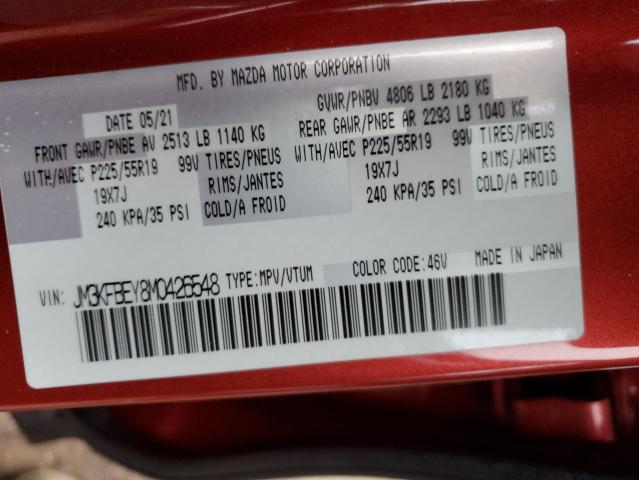 MFD. BY MAZDA MOTOR CORPORATION
DATE 05/21
GVWR/PNBV 4806 LB 2180 KG
FRONT GAWR/PNBE AV 2513 LB 1140 KG
REAR GAWR/PNBE AR 2293 LB 1040 KG
WITH/AVEC P225/55R19 99V TIRES/PNEUS
WITH/AVEC P225/55R19 99V TIRES/PNEUS
19X7J RIMS/JANTES
19X7J RIMS/JANTES
240 KPA/35 PSI COLD/A FROID
240 KPA/35 PSI COLD/A FROID
VIN: JM3KFBEY8M0426548 TYPE:MPV/VTUM COLOR CODE:46V MADE IN JAPAN